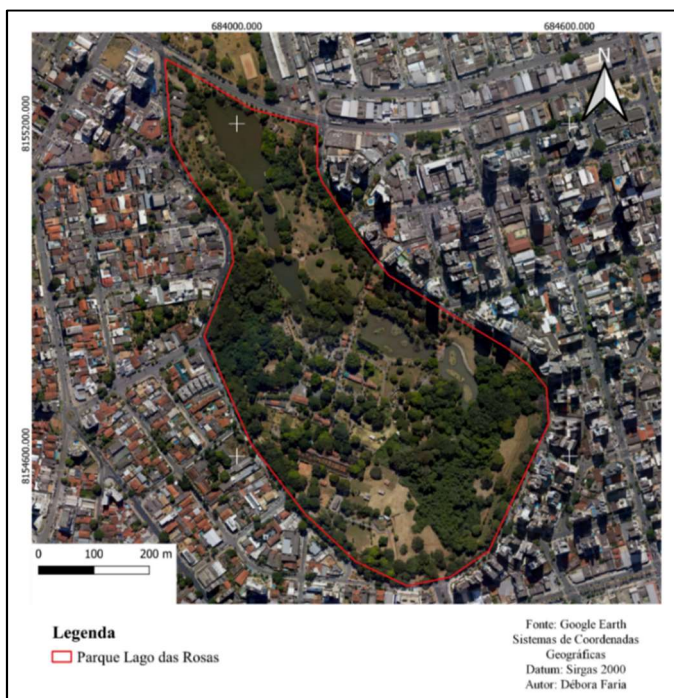 684000.000
684600.000
N
8155200.000
8154600.000
0 100 200 m
Legenda
Parque Lago das Rosas
Fonte: Google Earth
Sistemas de Coordenadas
Geográficas
Datum: Sirgas 2000
Autor: Débora Faria